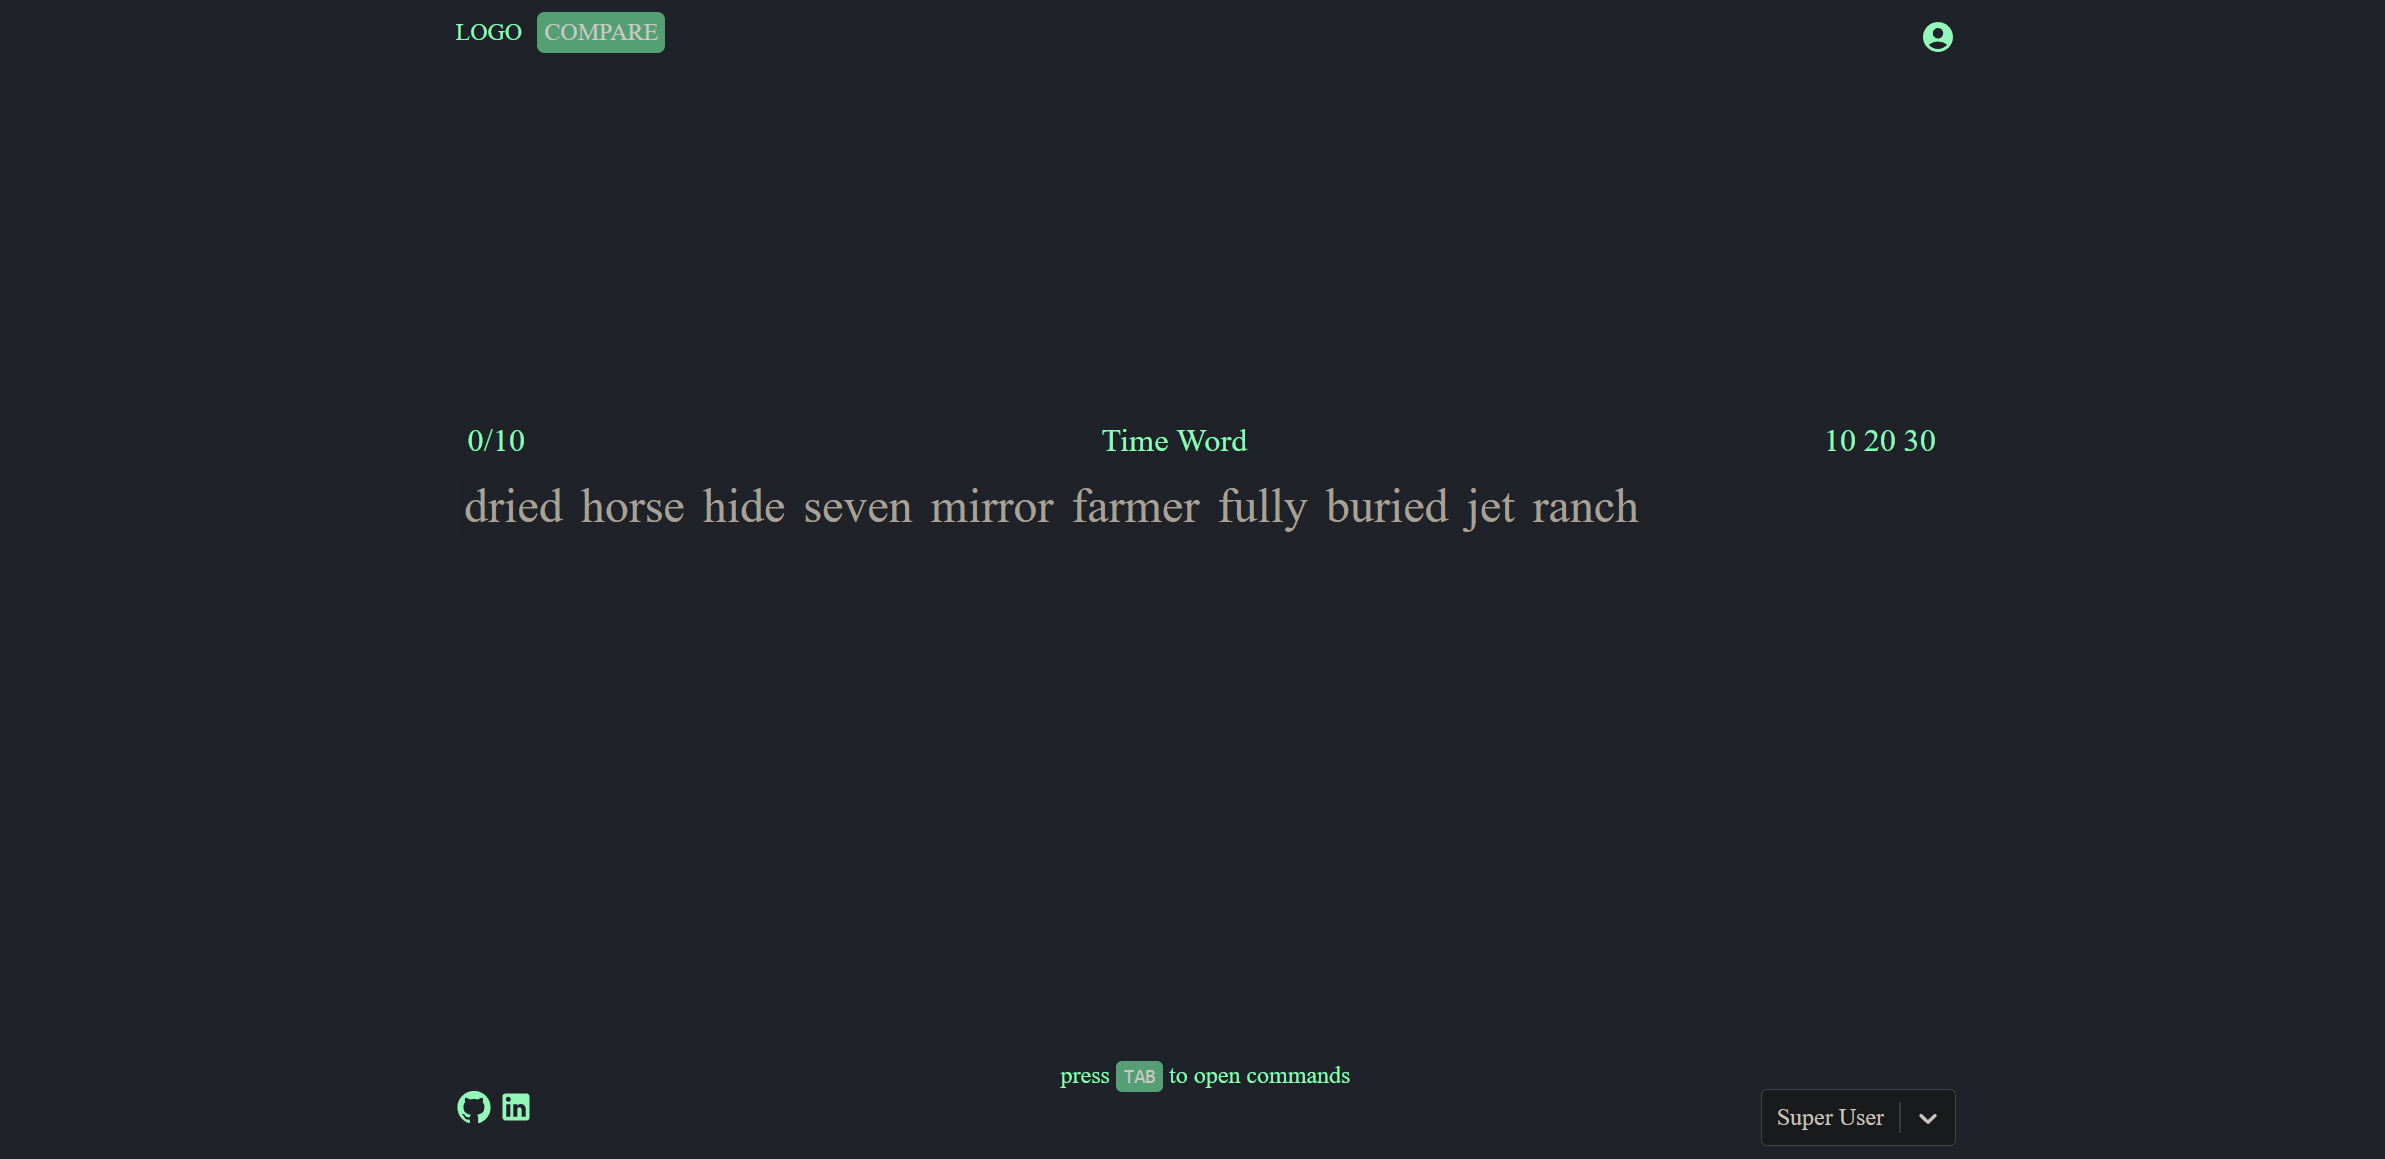 LOGO COMPARE
0/10 Time Word 10 20 30
dried horse hide seven mirror farmer fully buried jet ranch
press TAB to open commands
in
Super User